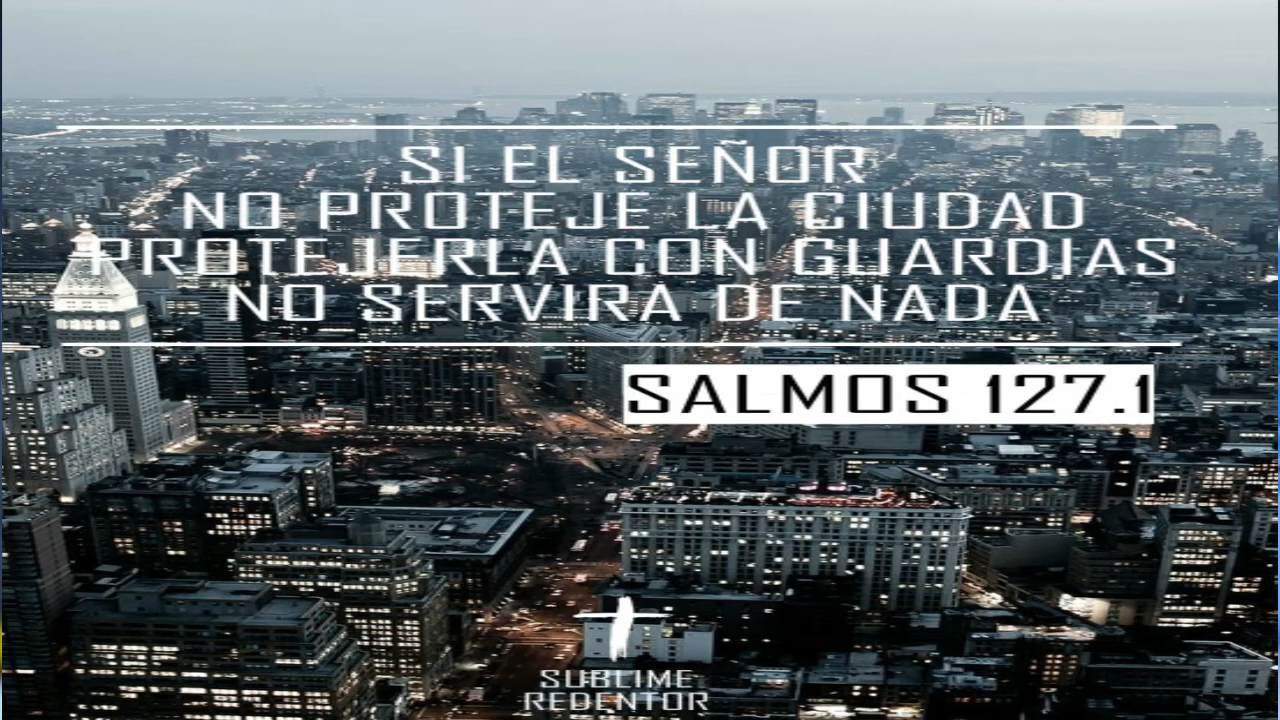 SI EL SEÑOR
NO PROTEJE LA CIUDAD
PROTEJERLA CON GUARDIAS
NO SERVIRA DE NADA
SALMOS 127.1
SUBLIME
REDENTOR